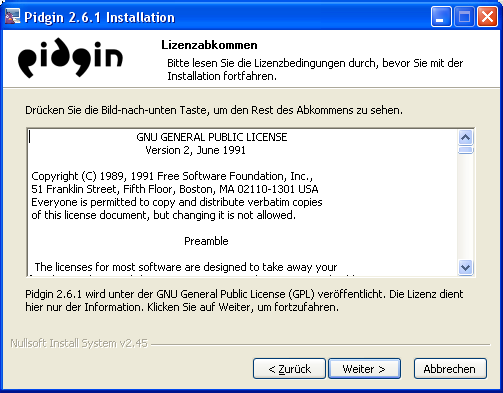 Pidgin 2.6.1 Installation
pidgin
Lizenzabkommen
Bitte lesen Sie die Lizenzbedingungen durch, bevor Sie mit der
Installation fortfahren.
Drücken Sie die Bild-nach-unten Taste, um den Rest des Abkommens zu sehen.
GNU GENERAL PUBLIC LICENSE
Version 2, June 1991
Copyright (C) 1989, 1991 Free Software Foundation, Inc.,
51 Franklin Street, Fifth Floor, Boston, MA 02110-1301 USA
Everyone is permitted to copy and distribute verbatim copies
of this license document, but changing it is not allowed.
Preamble
The licenses for most software are designed to take away your
Pidgin 2.6.1 wird unter der GNU General Public License (GPL) veröffentlicht. Die Lizenz dient
hier nur der Information. Klicken Sie auf Weiter, um fortzufahren.
Nullsoft Install System v2.45
< Zurück Weiter > Abbrechen